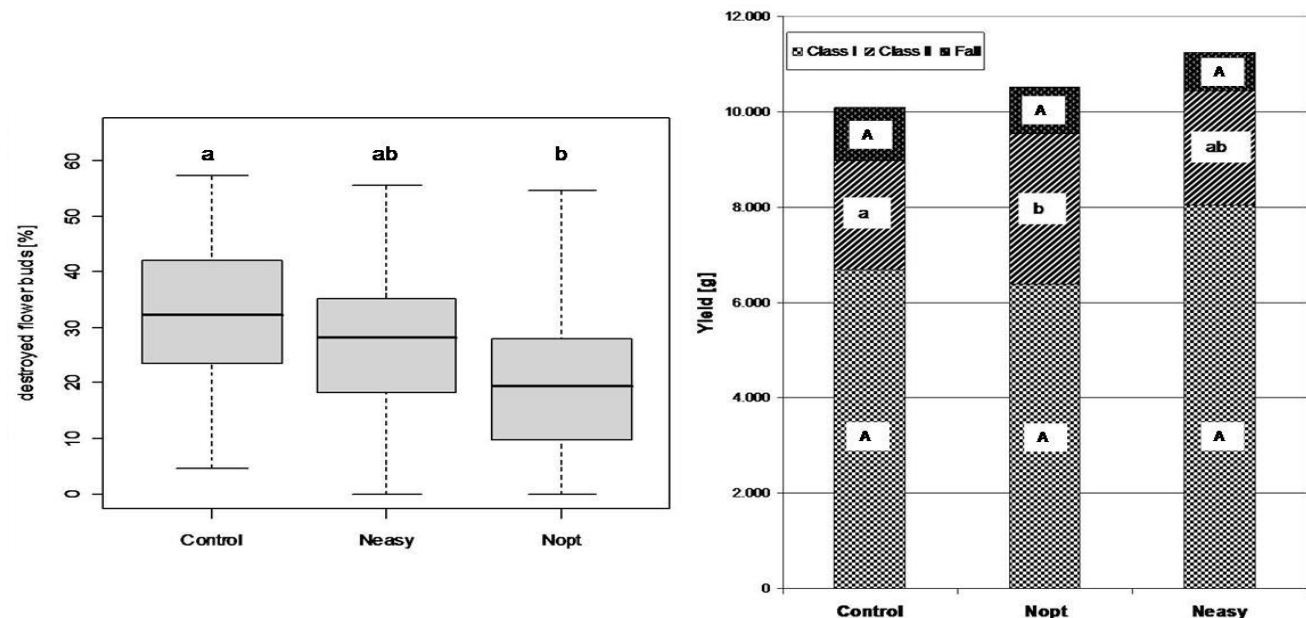 destroyed flower buds [%]
60
50
40
30
20
10
0
a
ab
b
Control
Neasy
Nopt
Yield [g]
12.000
10.000
8.000
6.000
4.000
2.000
0
Class I
Class II
Fall
A
A
A
a
b
ab
A
A
A
Control
Nopt
Neasy